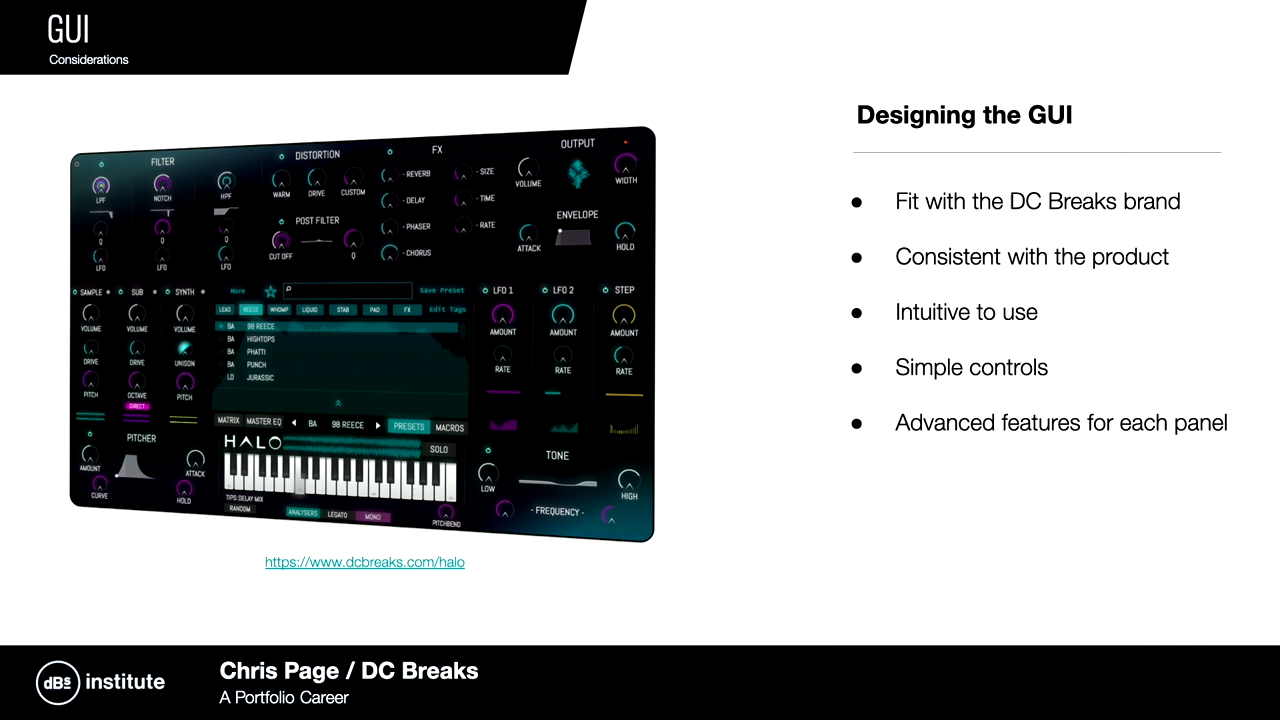 GUI
Considerations
Designing the GUI
● Fit with the DC Breaks brand
● Consistent with the product
● Intuitive to use
● Simple controls
● Advanced features for each panel
FILTER
LPF
NOTCH
HPF
Q
Q
Q
LFO
LFO
LFO
DISTORTION
WARM
DRIVE
CUSTOM
POST FILTER
CUT OFF
Q
FX
- REVERB
- DELAY
- PHASER
- CHORUS
- SIZE
- TIME
- RATE
OUTPUT
VOLUME
WIDTH
ENVELOPE
ATTACK
HOLD
SAMPLE
SUB
SYNTH
VOLUME
VOLUME
VOLUME
DRIVE
DRIVE
UNISON
PITCH
OCTAVE
PITCH
DIRECT
More
Save Preset
LEAD REECE WHOMP LIQUID STAB PAD FX Edit Tags
BA 98 REECE
BA HIGHTOPS
BA PHATTI
BA PUNCH
LD JURASSIC
MATRIX MASTER EQ BA 98 REECE PRESETS MACROS
HALO
SOLO
TIPS: DELAY MIX
RANDOM
ANALYSERS LEGATO MONO
PITCHBEND
LFO 1
LFO 2
STEP
AMOUNT
AMOUNT
AMOUNT
RATE
RATE
RATE
PITCHER
AMOUNT
ATTACK
CURVE
HOLD
TONE
LOW
HIGH
- FREQUENCY -
https://www.dcbreaks.com/halo
dBs institute
Chris Page / DC Breaks
A Portfolio Career